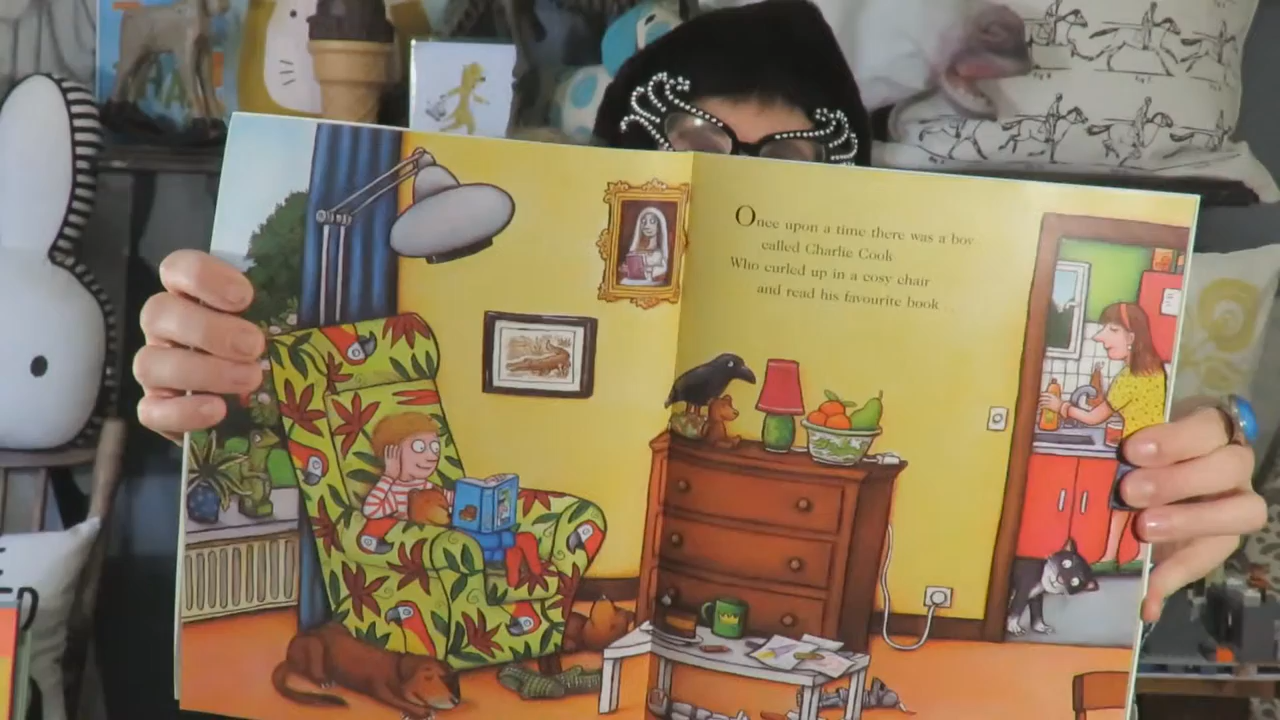 Once upon a time there was a boy
called Charlie Cook
Who curled up in a cosy chair
and read his favourite book